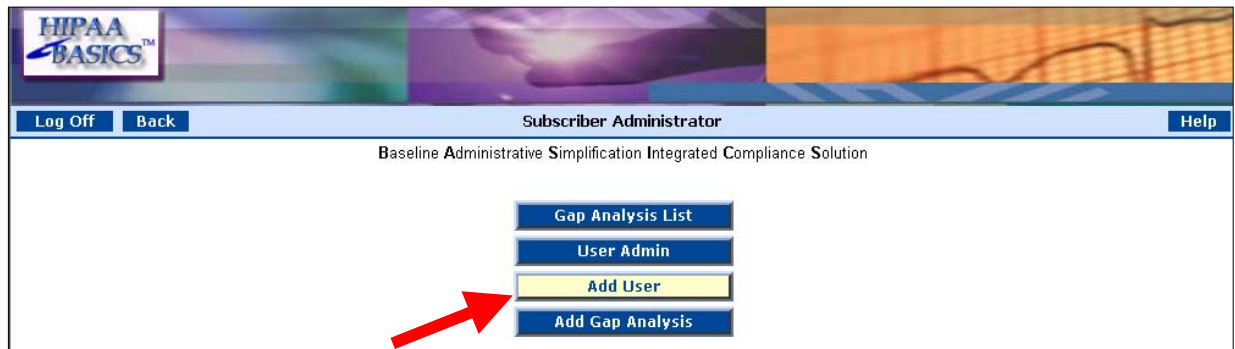 HIPAA
BASICS™
Log Off Back Subscriber Administrator Help
Baseline Administrative Simplification Integrated Compliance Solution
Gap Analysis List
User Admin
Add User
Add Gap Analysis